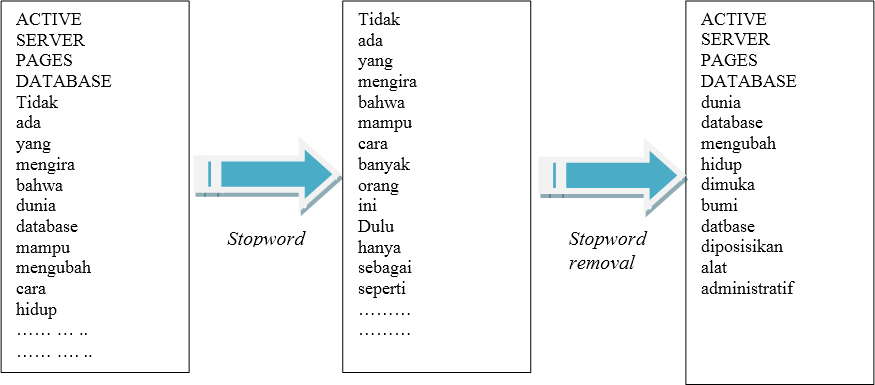 ACTIVE
SERVER
PAGES
DATABASE
Tidak
ada
yang
mengira
bahwa
dunia
database
mampu
mengubah
cara
hidup
…… … ..
…… …. ..
Stopword
Tidak
ada
yang
mengira
bahwa
mampu
cara
banyak
orang
ini
Dulu
hanya
sebagai
seperti
………
………
Stopword
removal
ACTIVE
SERVER
PAGES
DATABASE
dunia
database
mengubah
hidup
dimuka
bumi
datbase
diposisikan
alat
administratif